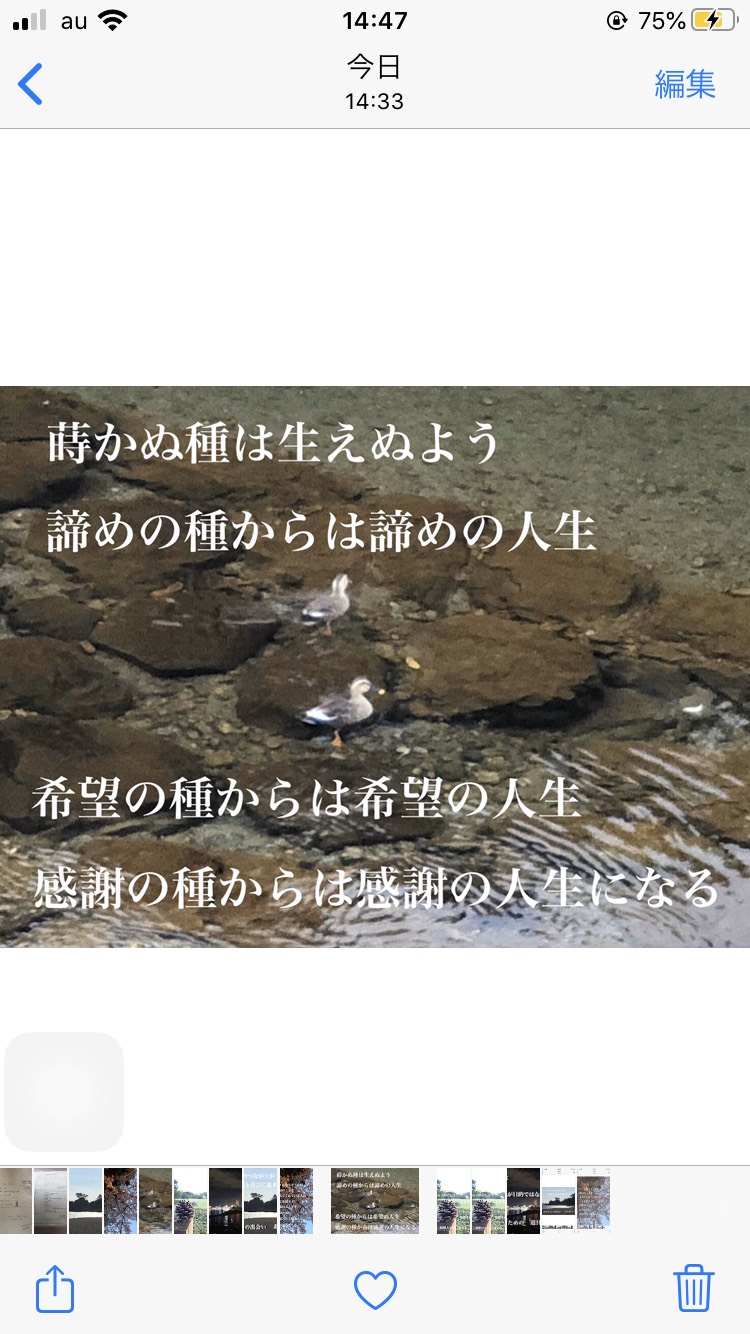 au 14:47 75%
今日
14:33
編集
蒔かぬ種は生えぬよう
諦めの種からは諦めの人生
希望の種からは希望の人生
感謝の種からは感謝の人生になる